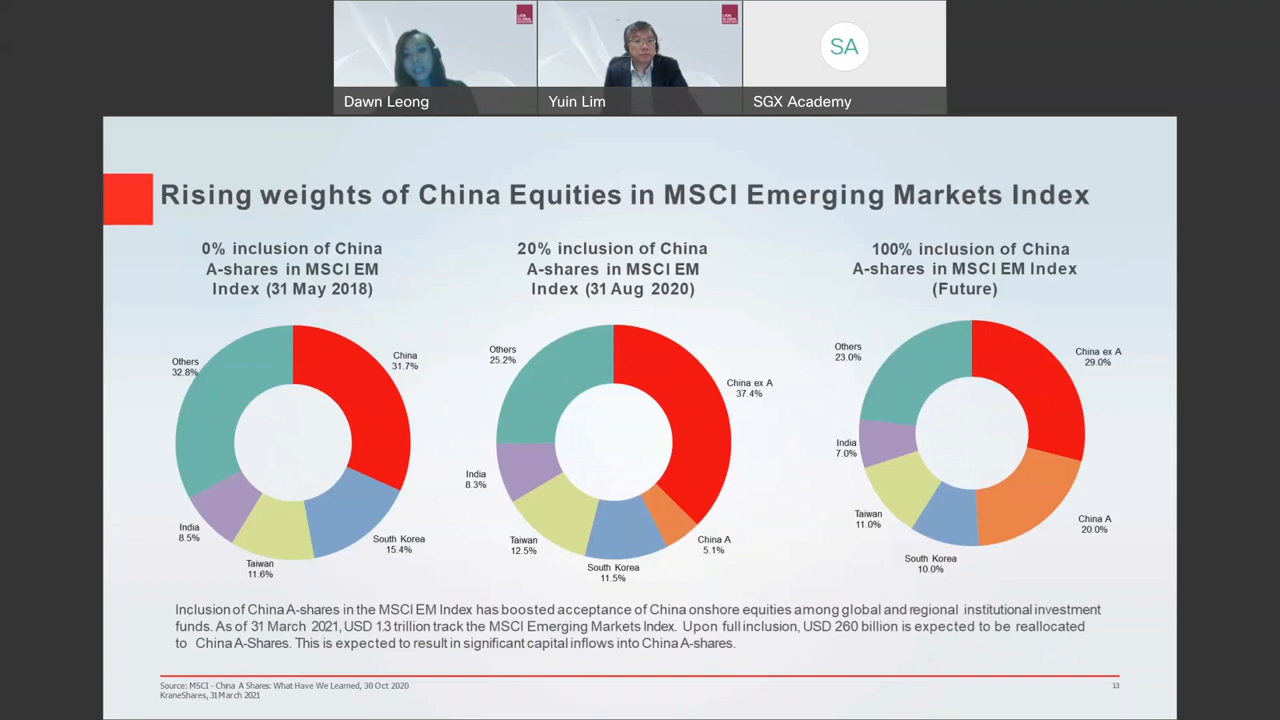 LION GLOBAL INVESTORS
LION GLOBAL INVESTORS
SA
Dawn Leong
Yuin Lim
SGX Academy
Rising weights of China Equities in MSCI Emerging Markets Index
0% inclusion of China
A-shares in MSCI EM
Index (31 May 2018)
Others
32.8%
China
31.7%
India
8.5%
Taiwan
11.6%
South Korea
15.4%
20% inclusion of China
A-shares in MSCI EM
Index (31 Aug 2020)
Others
25.2%
China ex A
37.4%
India
8.3%
Taiwan
12.5%
South Korea
11.5%
China A
5.1%
100% inclusion of China
A-shares in MSCI EM Index
(Future)
Others
23.0%
China ex A
29.0%
India
7.0%
Taiwan
11.0%
South Korea
10.0%
China A
20.0%
Inclusion of China A-shares in the MSCI EM Index has boosted acceptance of China onshore equities among global and regional institutional investment
funds. As of 31 March 2021, USD 1.3 trillion track the MSCI Emerging Markets Index. Upon full inclusion, USD 260 billion is expected to be reallocated
to China A-Shares. This is expected to result in significant capital inflows into China A-shares.
Source: MSCI - China A Shares: What Have We Learned, 30 Oct 2020
KraneShares, 31 March 2021
13